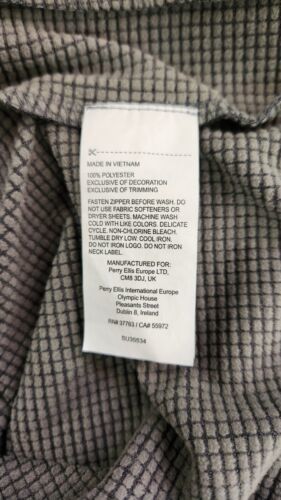 MADE IN VIETNAM
100% POLYESTER
EXCLUSIVE OF DECORATION
EXCLUSIVE OF TRIMMING
FASTEN ZIPPER BEFORE WASH. DO
NOT USE FABRIC SOFTENERS OR
DRYER SHEETS. MACHINE WASH
COLD WITH LIKE COLORS. DELICATE
CYCLE. NON-CHLORINE BLEACH.
TUMBLE DRY LOW. COOL IRON.
DO NOT IRON LOGO. DO NOT IRON
NECK LABEL.
MANUFACTURED FOR:
Perry Ellis Europe LTD,
CM8 3DJ, UK
Perry Ellis International Europe
Olympic House
Pleasants Street
Dublin 8, Ireland
RN# 37763 / CA# 55972